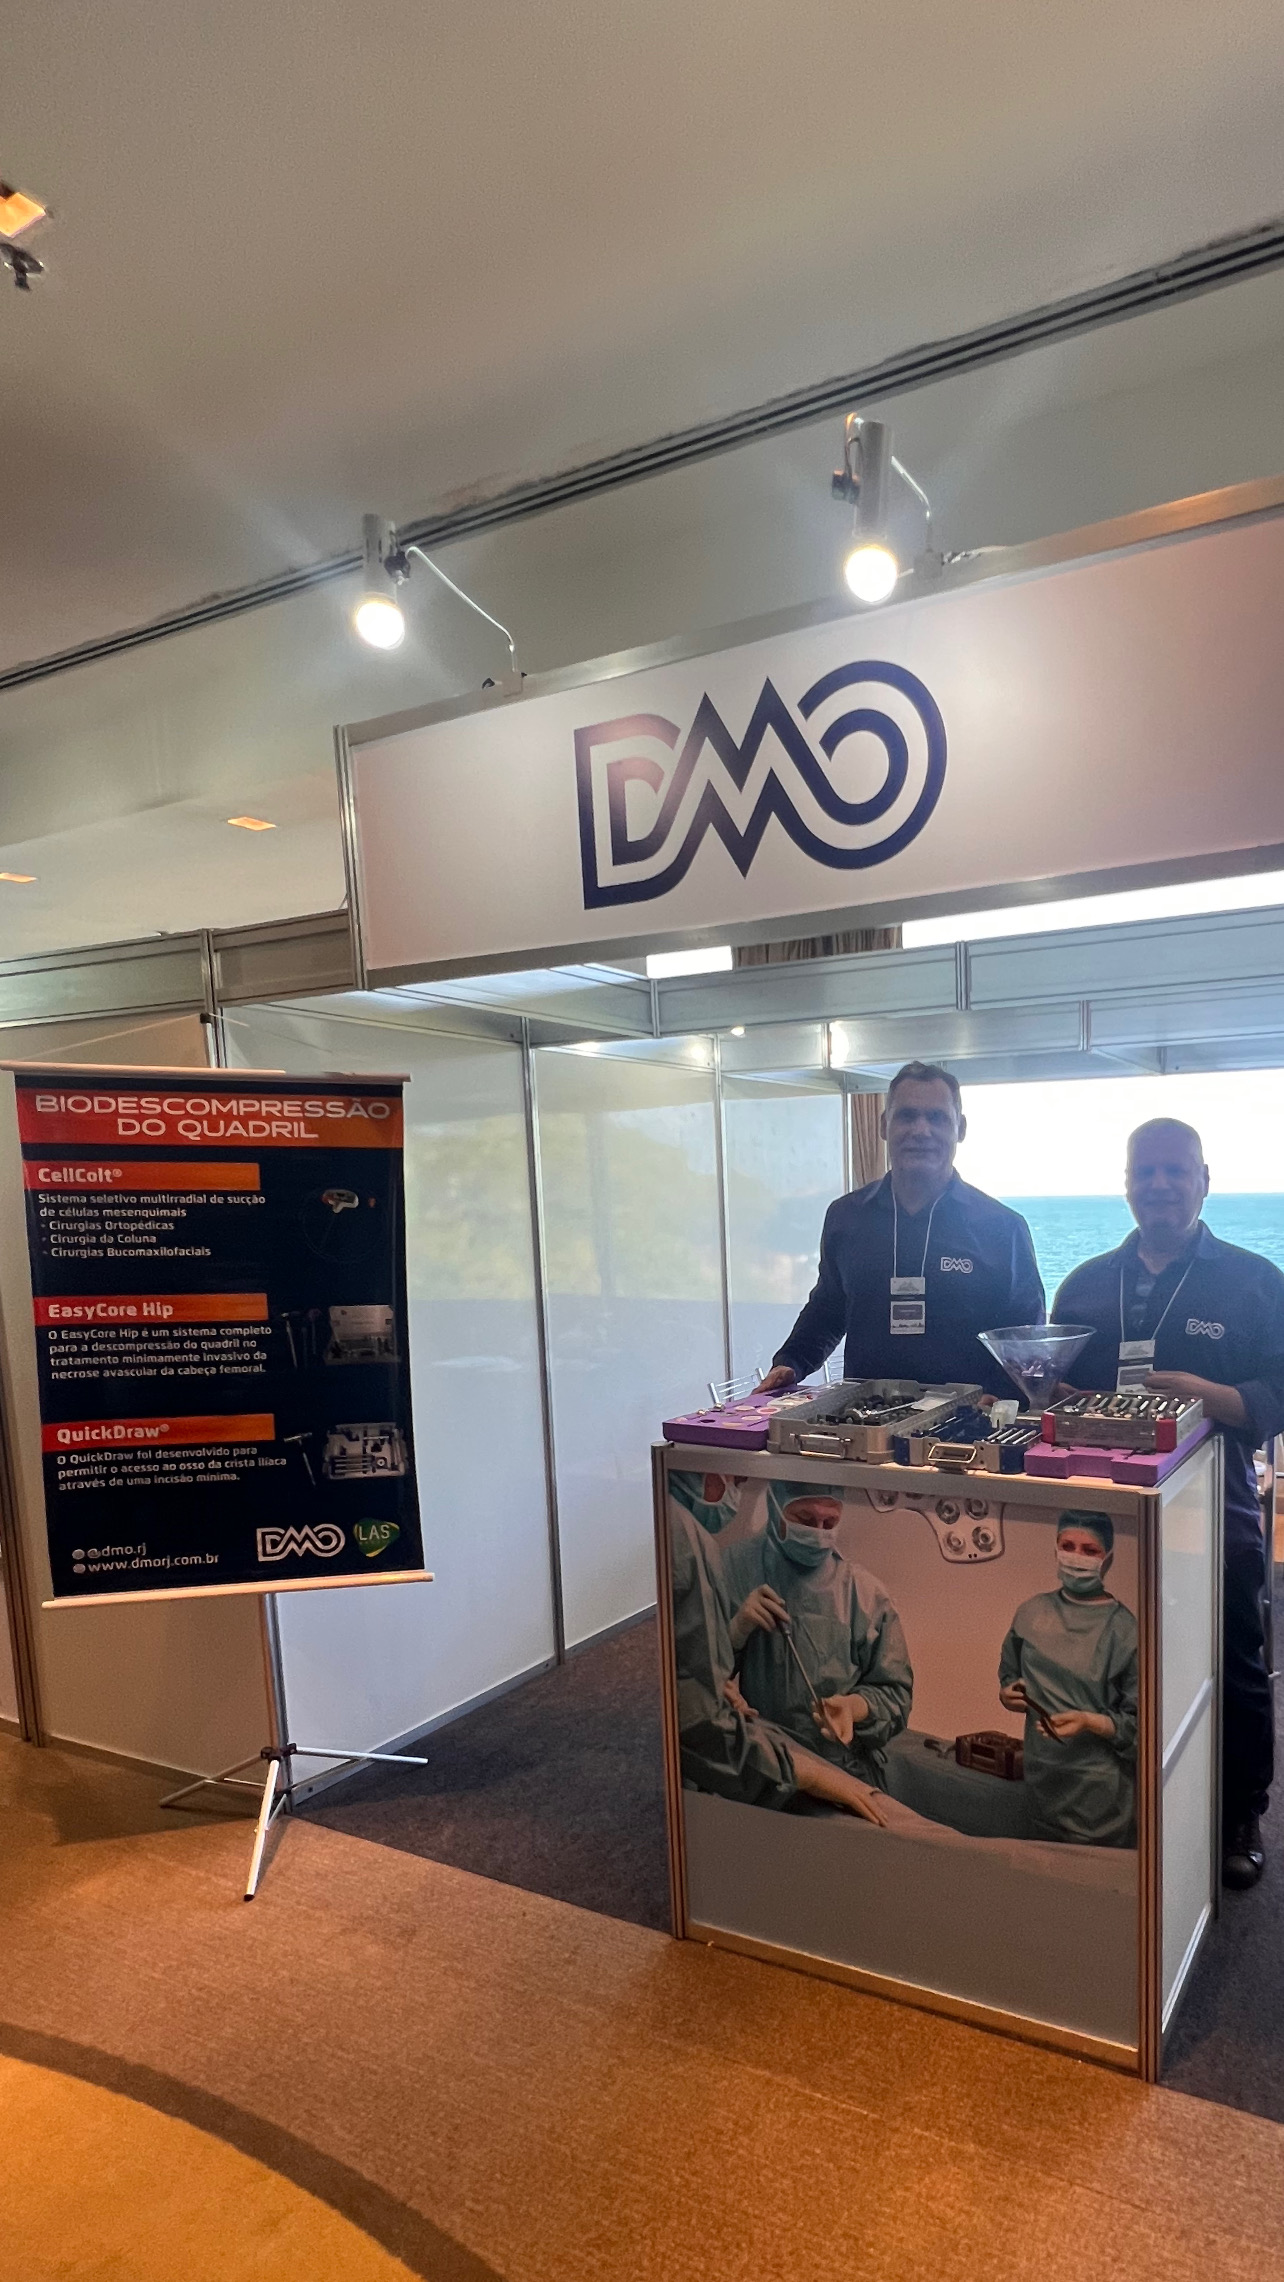 DMO
BIODESCOMPRESSÃO
DO QUADRIL
CellColt®
Sistema seletivo multirradial de sucção
de células mesenquimais
- Cirurgias Ortopédicas
- Cirurgia da Coluna
- Cirurgias Bucomaxilofaciais
EasyCore Hip
O EasyCore Hip é um sistema completo
para a descompressão do quadril no
tratamento minimamente invasivo da
necrose avascular da cabeça femoral.
QuickDraw®
O QuickDraw foi desenvolvido para
permitir o acesso ao osso da crista ilíaca
através de uma incisão mínima.
@dmo.rj
www.dmorj.com.br
DMO
LAS
DMO
DMO